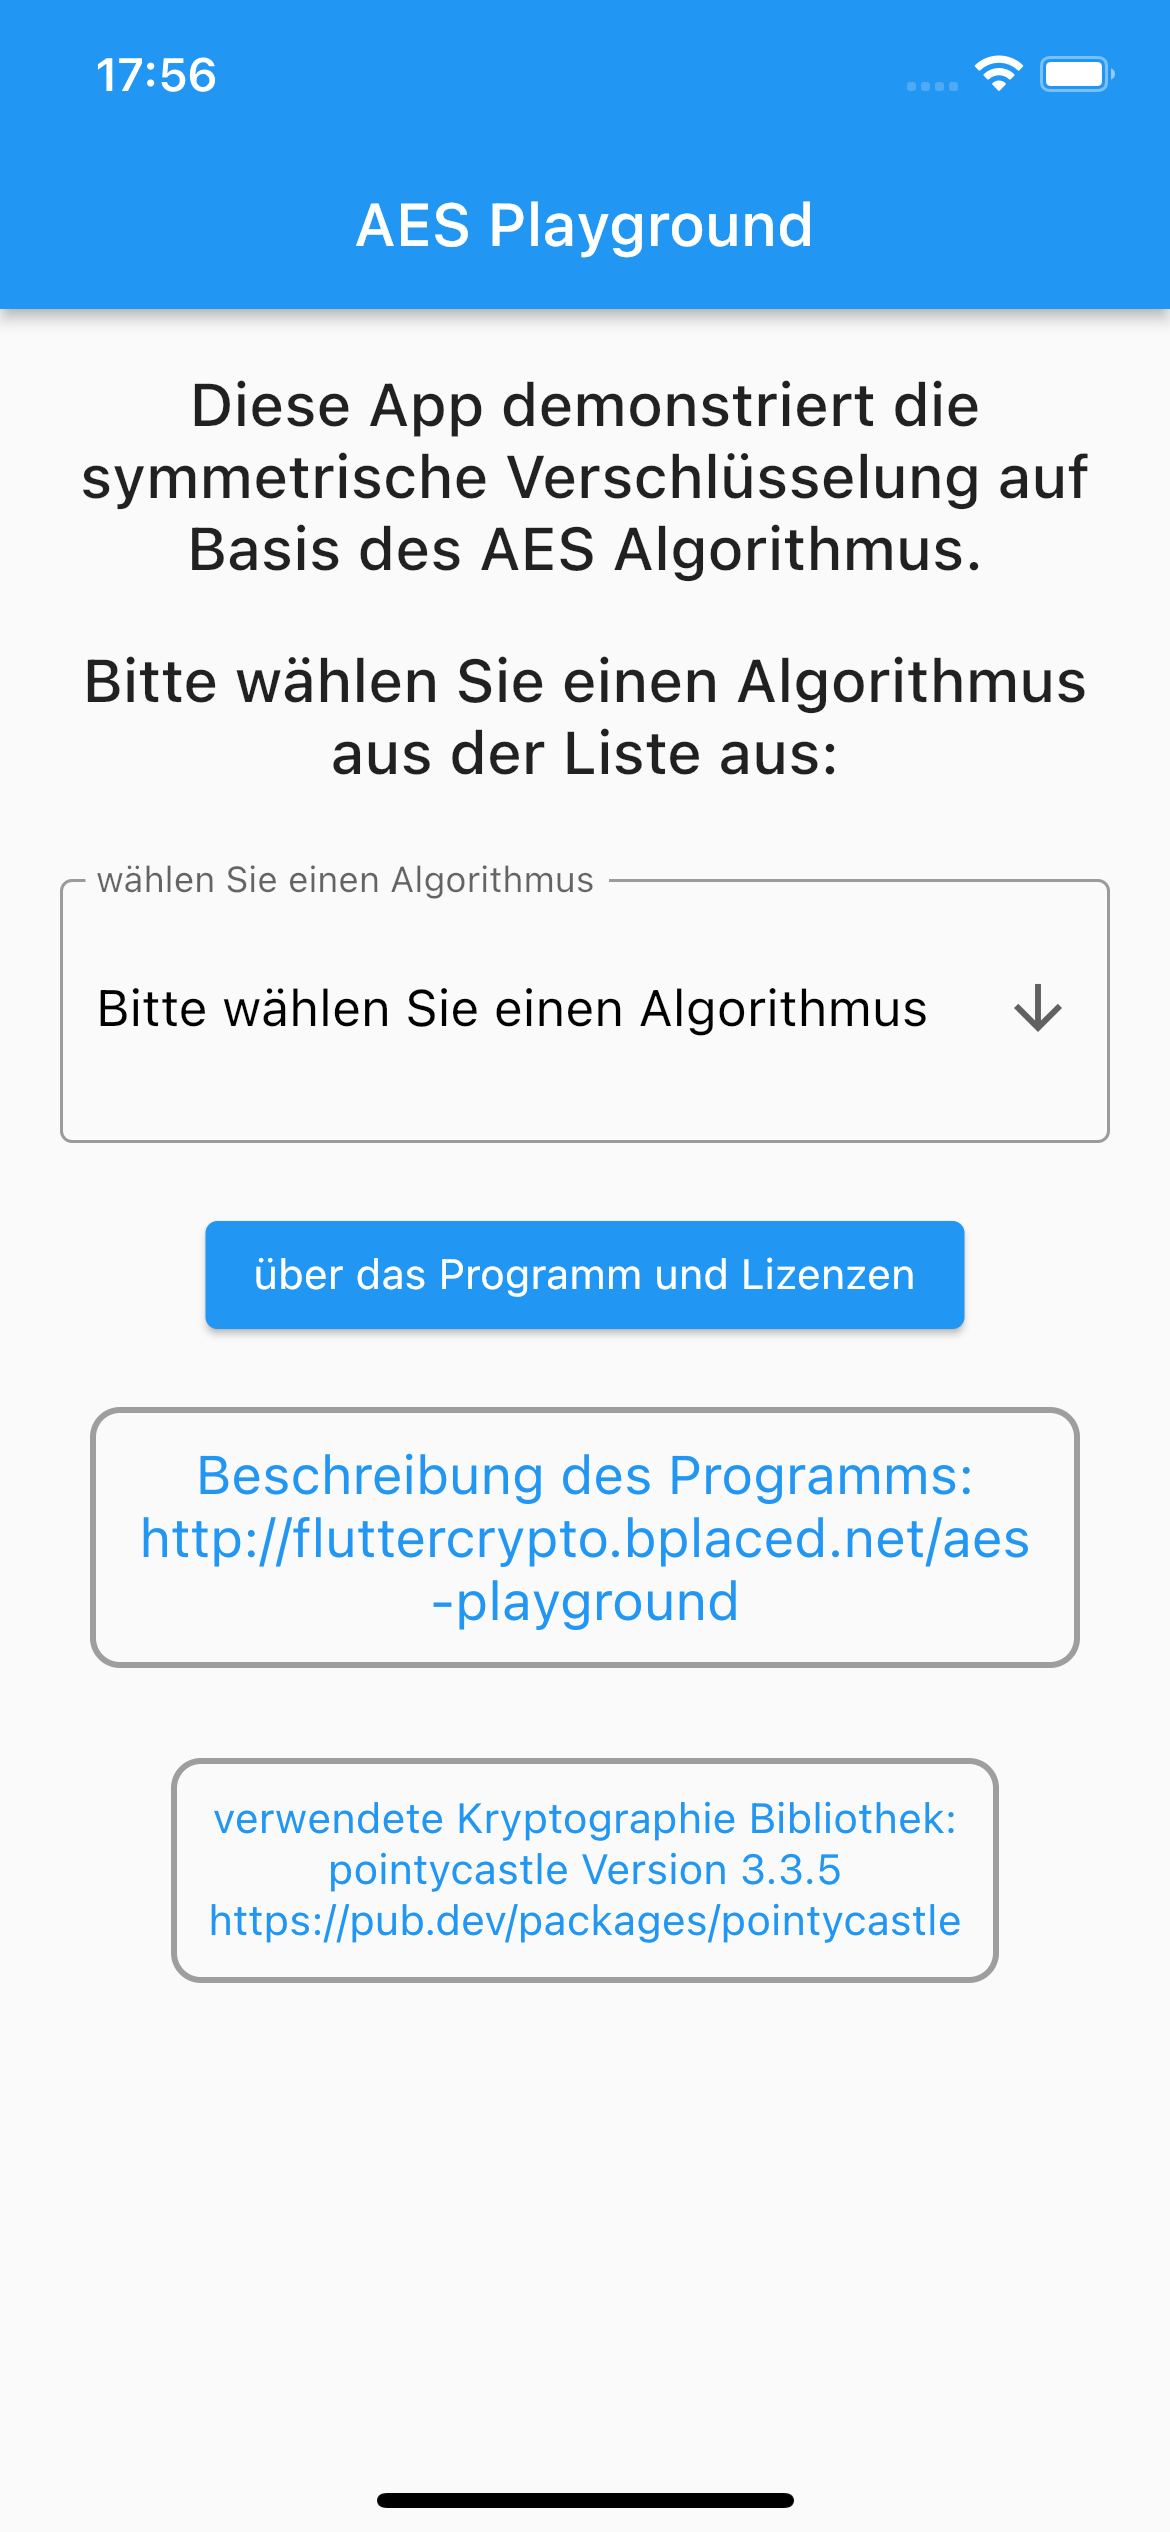 17:56
AES Playground
Diese App demonstriert die
symmetrische Verschlüsselung auf
Basis des AES Algorithmus.
Bitte wählen Sie einen Algorithmus
aus der Liste aus:
wählen Sie einen Algorithmus
Bitte wählen Sie einen Algorithmus
über das Programm und Lizenzen
Beschreibung des Programms:
http://fluttercrypto.bplaced.net/aes
-playground
verwendete Kryptographie Bibliothek:
pointycastle Version 3.3.5
https://pub.dev/packages/pointycastle